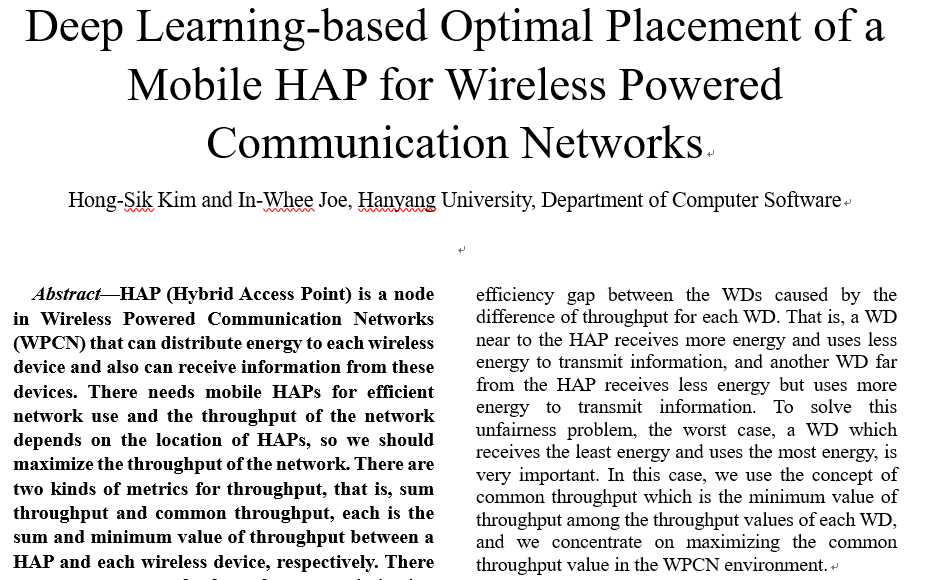 Deep Learning-based Optimal Placement of a
Mobile HAP for Wireless Powered
Communication Networks
Hong-Sik Kim and In-Whee Joe, Hanyang University, Department of Computer Software
Abstract—HAP (Hybrid Access Point) is a node
in Wireless Powered Communication Networks
(WPCN) that can distribute energy to each wireless
device and also can receive information from these
devices. There needs mobile HAPs for efficient
network use and the throughput of the network
depends on the location of HAPs, so we should
maximize the throughput of the network. There are
two kinds of metrics for throughput, that is, sum
throughput and common throughput, each is the
sum and minimum value of throughput between a
HAP and each wireless device, respectively. There
efficiency gap between the WDs caused by the
difference of throughput for each WD. That is, a WD
near to the HAP receives more energy and uses less
energy to transmit information, and another WD far
from the HAP receives less energy but uses more
energy to transmit information. To solve this
unfairness problem, the worst case, a WD which
receives the least energy and uses the most energy, is
very important. In this case, we use the concept of
common throughput which is the minimum value of
throughput among the throughput values of each WD,
and we concentrate on maximizing the common
throughput value in the WPCN environment.